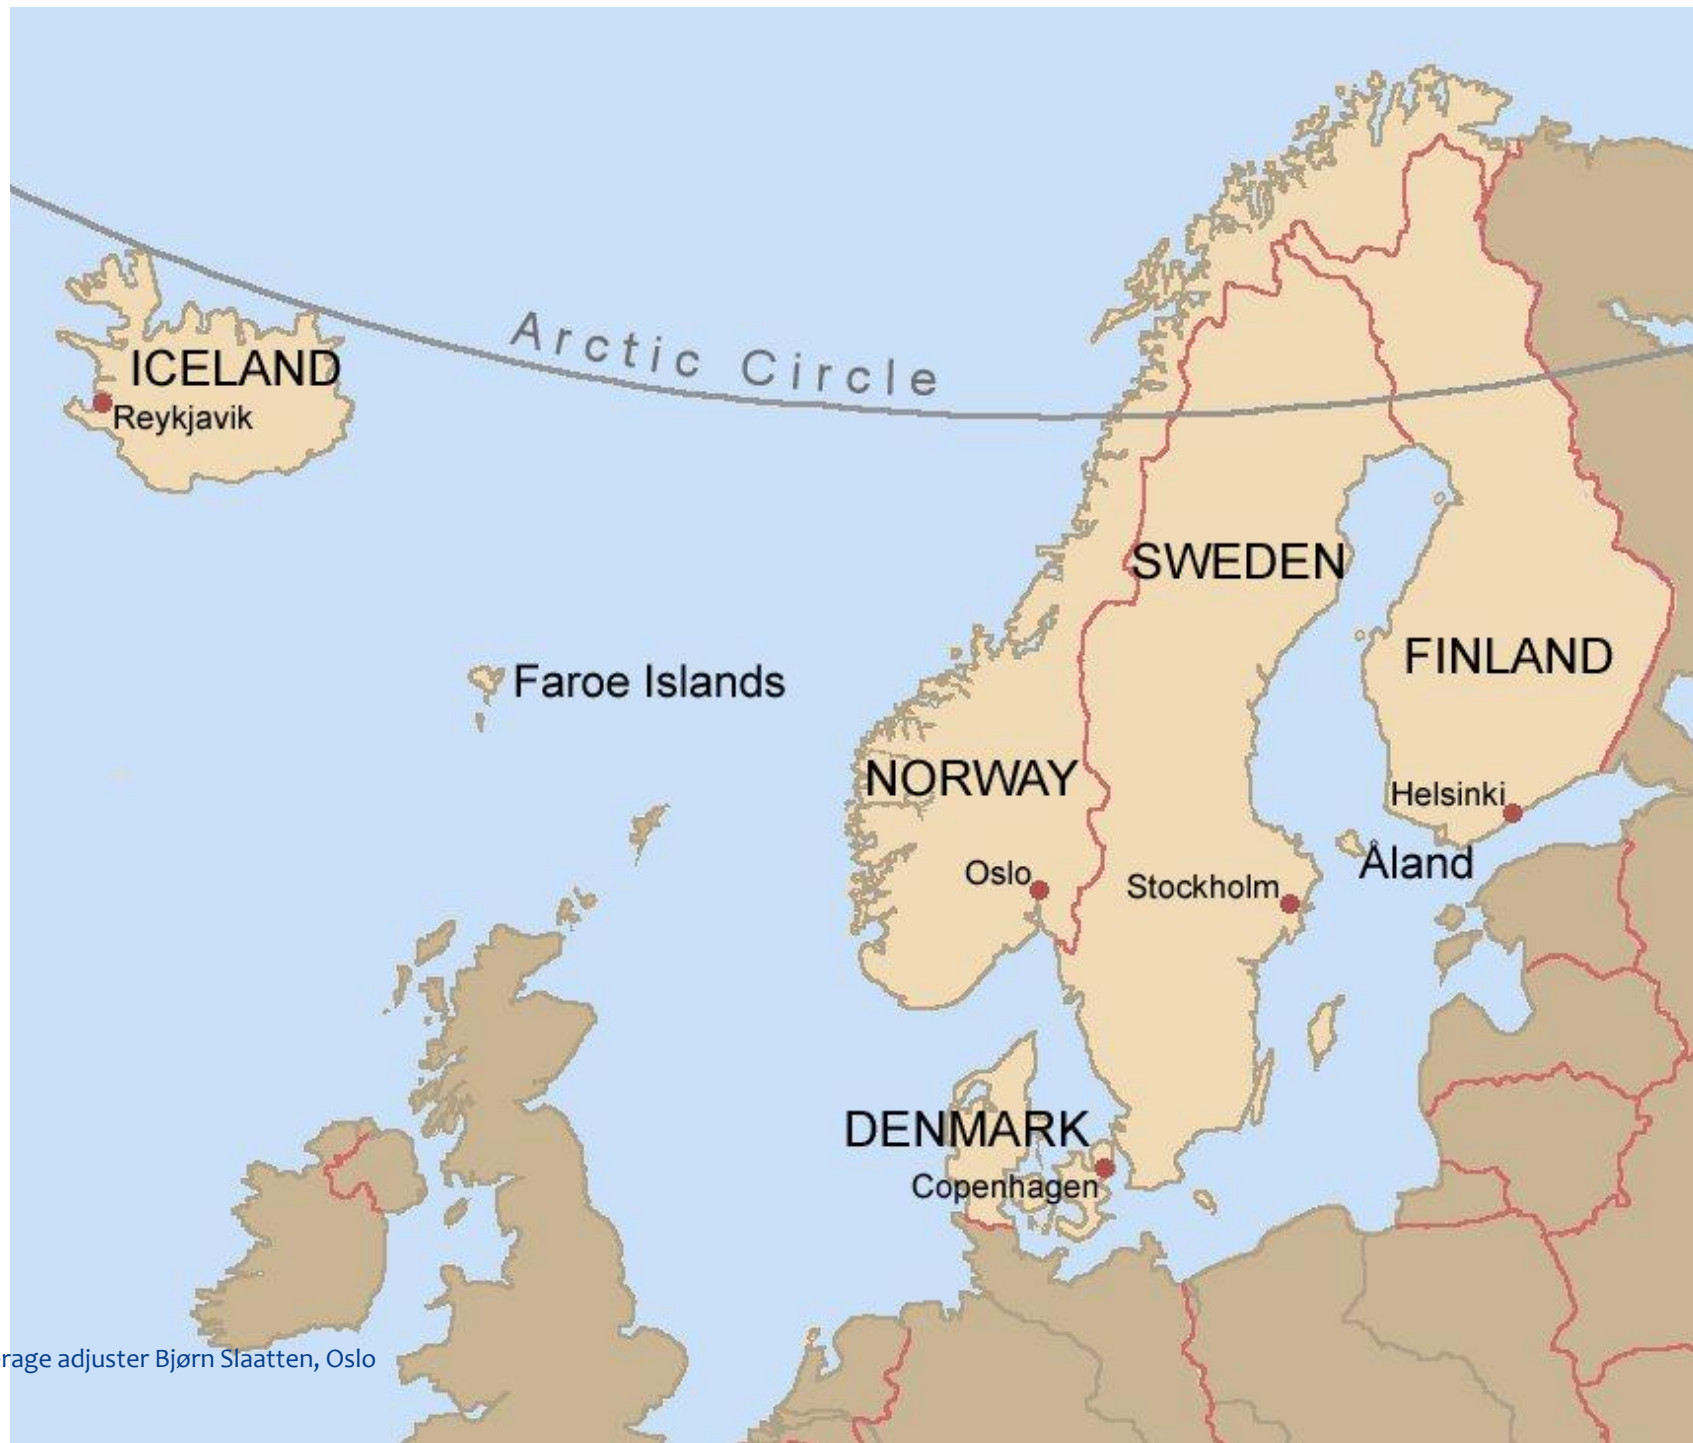 Arctic Circle
ICELAND
Reykjavik
SWEDEN
FINLAND
Faroe Islands
NORWAY
Helsinki
Åland
Oslo
Stockholm
DENMARK
Copenhagen
adjuster Bjørn Slaatten, Oslo